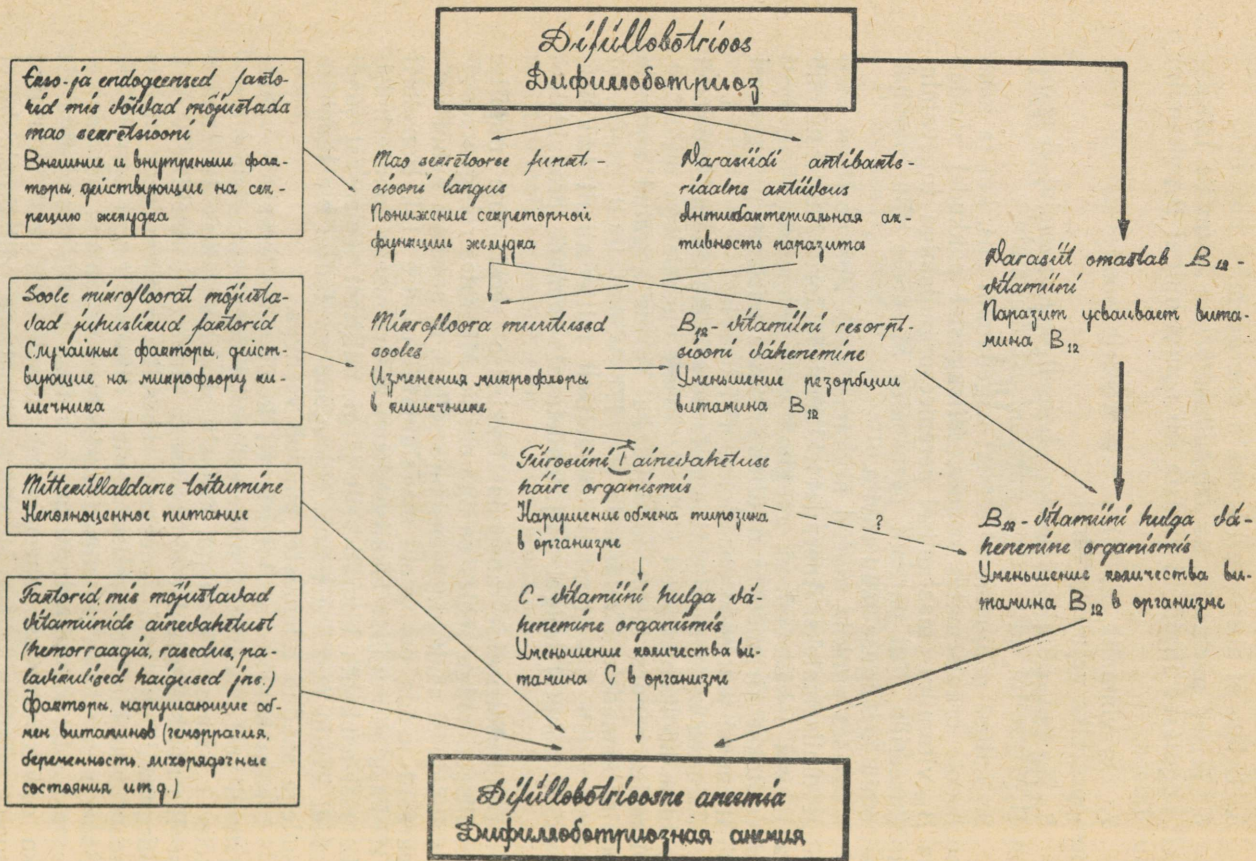 Difüllobotrioos
Дифиллоботриоз
Ekso- ja endogeensed fakto-
rid mis võivad mõjustada
mao sekretsiooni
Внешние и внутренние фак-
торы, действующие на сек-
рецию желудка
Mao sekretoorse funkt-
siooni langus
Понижение секреторной
функции желудка
Parasiidi antibakte-
riaalne aktiivsus
Антибактериальная ак-
тивность паразита
Parasiit omastab B₁₂-
vitamiini
Паразит усваивает вита-
мина B₁₂
Soole mikrofloorat mõjusta-
vad juhuslikud faktorid
Случайные факторы, дейст-
вующие на микрофлору ки-
шечника
Mikrofloora muutused
sooles
Изменения микрофлоры
в кишечнике
B₁₂-vitamiini resorpt-
siooni vähenemine
Уменьшение резорбции
витамина B₁₂
Türosiini ainevahetuse
häire organismis
Нарушение обмена тирозина
в организме
?
Mittetäielldane toitumine
Неполноценное питание
B₁₂-vitamiini hulga vä-
henemine organismis
Уменьшение количества ви-
тамина B₁₂ в организме
C-vitamiini hulga vä-
henemine organismis
Уменьшение количества ви-
тамина C в организме
Faktorid, mis mõjustavad
vitamiinide ainevahetust
(hemorraagia, rasedus, pa-
lavikulised haigused jne.)
Факторы, нарушающие об-
мен витаминов (геморрагия,
беременность, лихорядочные
состояния и т д.)
Difüllobotrioosne aneemia
Дифиллоботриозная анемия